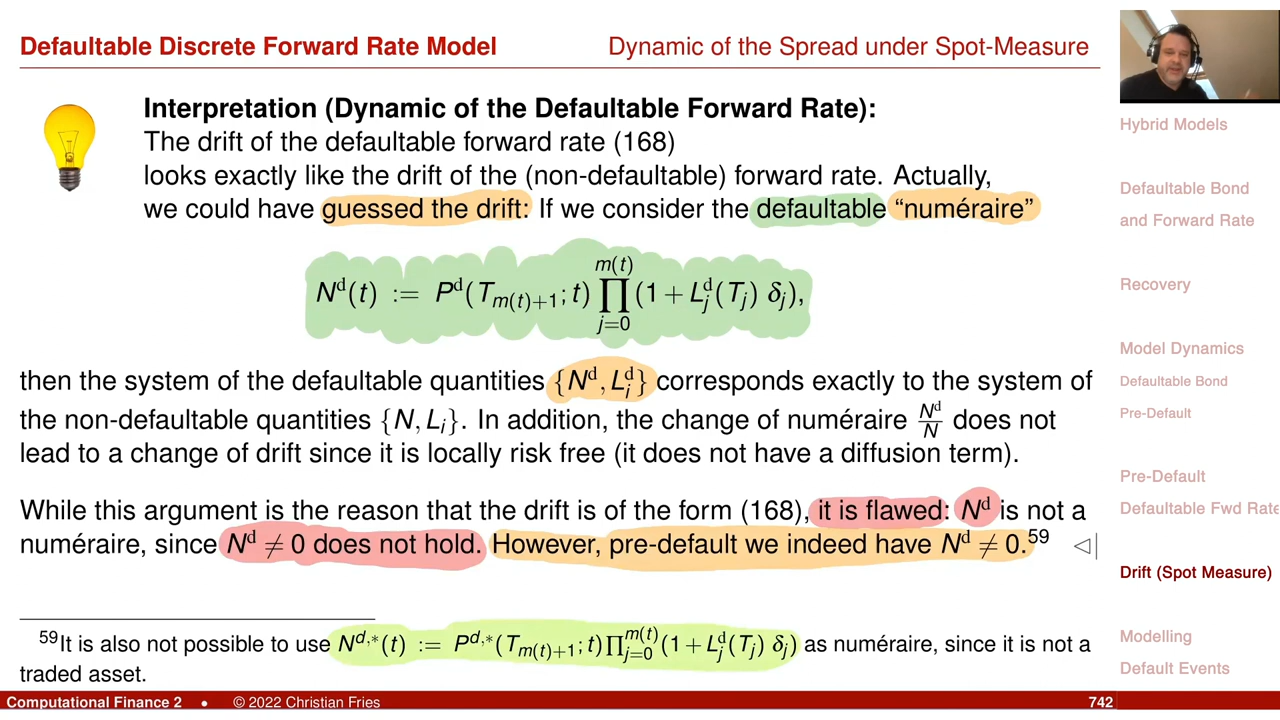 Defaultable Discrete Forward Rate Model
Dynamic of the Spread under Spot-Measure
Interpretation (Dynamic of the Defaultable Forward Rate):
The drift of the defaultable forward rate (168)
looks exactly like the drift of the (non-defaultable) forward rate. Actually,
we could have guessed the drift: If we consider the defaultable “numéraire”
N^d(t) := P^d(T_{m(t)+1}; t) ∏_{j=0}^{m(t)} (1 + L_j^d(T_j) δ_j),
then the system of the defaultable quantities {N^d, L_i^d} corresponds exactly to the system of
the non-defaultable quantities {N, L_i}. In addition, the change of numéraire N^d/N does not
lead to a change of drift since it is locally risk free (it does not have a diffusion term).
While this argument is the reason that the drift is of the form (168), it is flawed: N^d is not a
numéraire, since N^d ≠ 0 does not hold. However, pre-default we indeed have N^d ≠ 0.^59 ◁|
^59It is also not possible to use N^{d,*}(t) := P^{d,*}(T_{m(t)+1}; t) ∏_{j=0}^{m(t)} (1 + L_j^d(T_j) δ_j) as numéraire, since it is not a
traded asset.
Computational Finance 2 • © 2022 Christian Fries 742
Hybrid Models
Defaultable Bond
and Forward Rate
Recovery
Model Dynamics
Defaultable Bond
Pre-Default
Pre-Default
Defaultable Fwd Rate
Drift (Spot Measure)
Modelling
Default Events